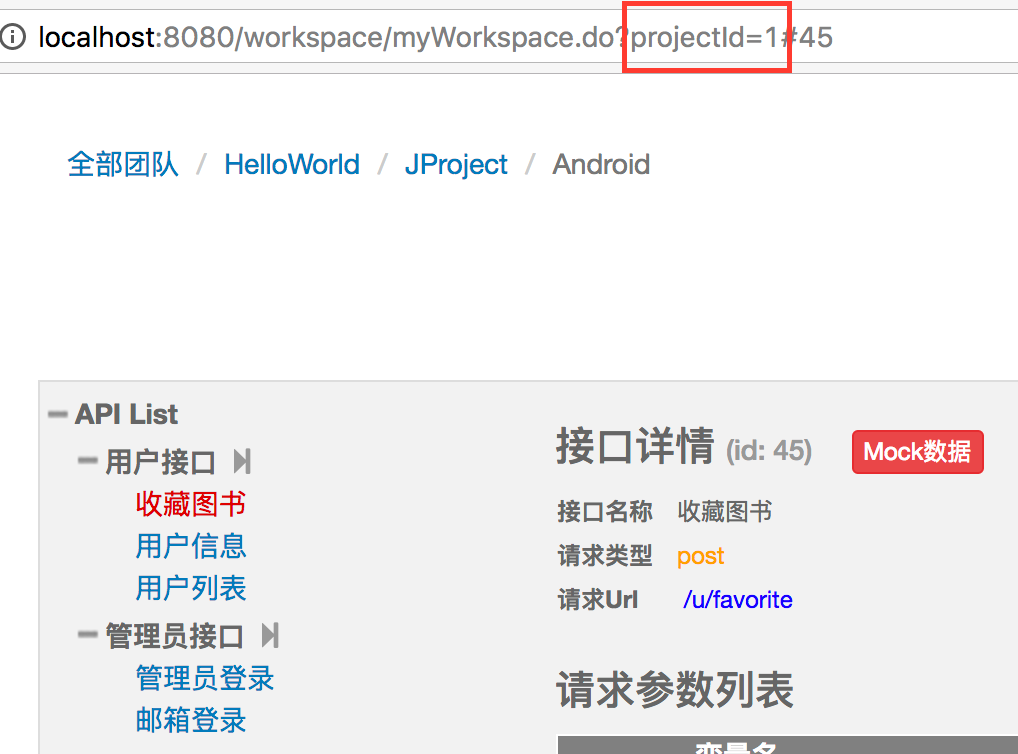 localhost:8080/workspace/myWorkspace.do?projectId=1#45
全部团队 / HelloWorld / JProject / Android
API List
用户接口
收藏图书
用户信息
用户列表
管理员接口
管理员登录
邮箱登录
接口详情 (id: 45) Mock数据
接口名称 收藏图书
请求类型 post
请求Url /u/favorite
请求参数列表
变量名